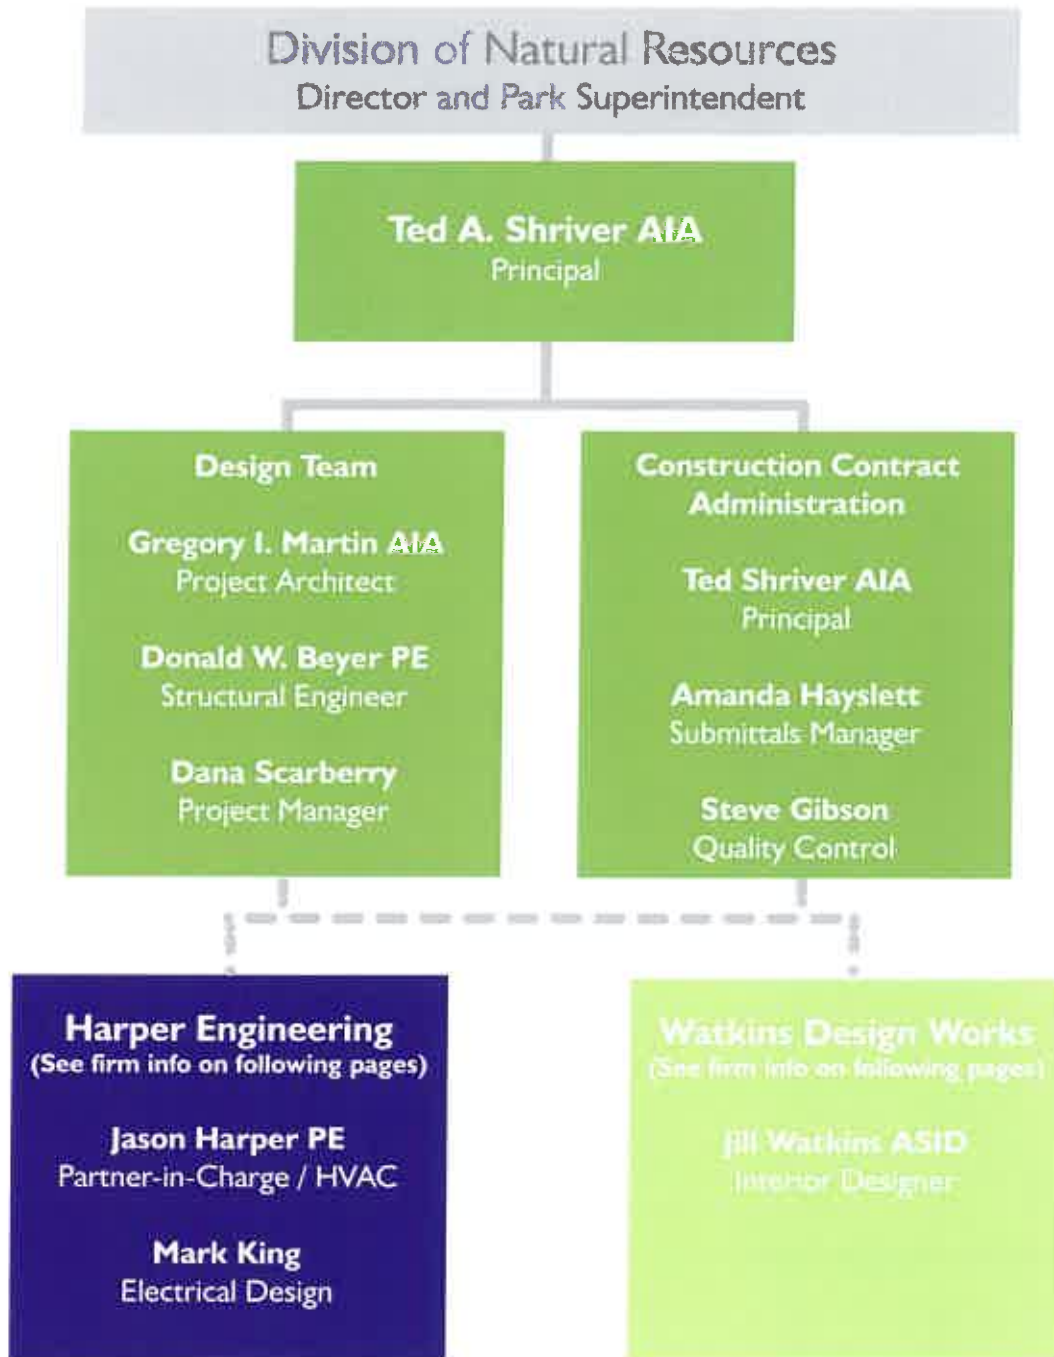 Division of Natural Resources
Director and Park Superintendent
Ted A. Shriver AIA
Principal
Design Team
Gregory I. Martin AIA
Project Architect
Donald W. Beyer PE
Structural Engineer
Dana Scarberry
Project Manager
Construction Contract
Administration
Ted Shriver AIA
Principal
Amanda Hayslett
Submittals Manager
Steve Gibson
Quality Control
Harper Engineering
(See firm info on following pages)
Jason Harper PE
Partner-in-Charge / HVAC
Mark King
Electrical Design
Watkins Design Works
(See firm info on following pages)
Jill Watkins ASID
Interior Designer